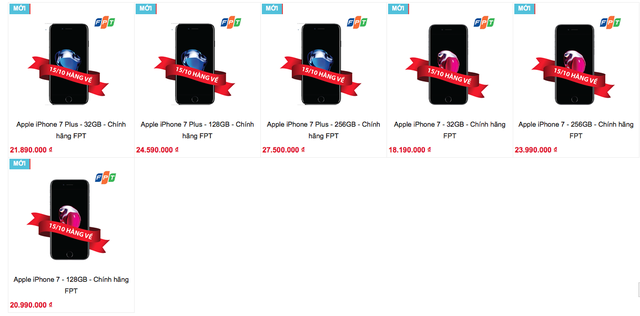 MỚI
FPT
15/10 HÀNG VỀ
Apple iPhone 7 Plus - 32GB - Chính
hãng FPT
21.890.000 ₫
MỚI
FPT
15/10 HÀNG VỀ
Apple iPhone 7 Plus - 128GB - Chính
hãng FPT
24.590.000 ₫
MỚI
FPT
15/10 HÀNG VỀ
Apple iPhone 7 Plus - 256GB - Chính
hãng FPT
27.500.000 ₫
MỚI
FPT
15/10 HÀNG VỀ
Apple iPhone 7 - 32GB - Chính hãng
FPT
18.190.000 ₫
MỚI
FPT
15/10 HÀNG VỀ
Apple iPhone 7 - 256GB - Chính hãng
FPT
23.990.000 ₫
MỚI
FPT
15/10 HÀNG VỀ
Apple iPhone 7 - 128GB - Chính hãng
FPT
20.990.000 ₫